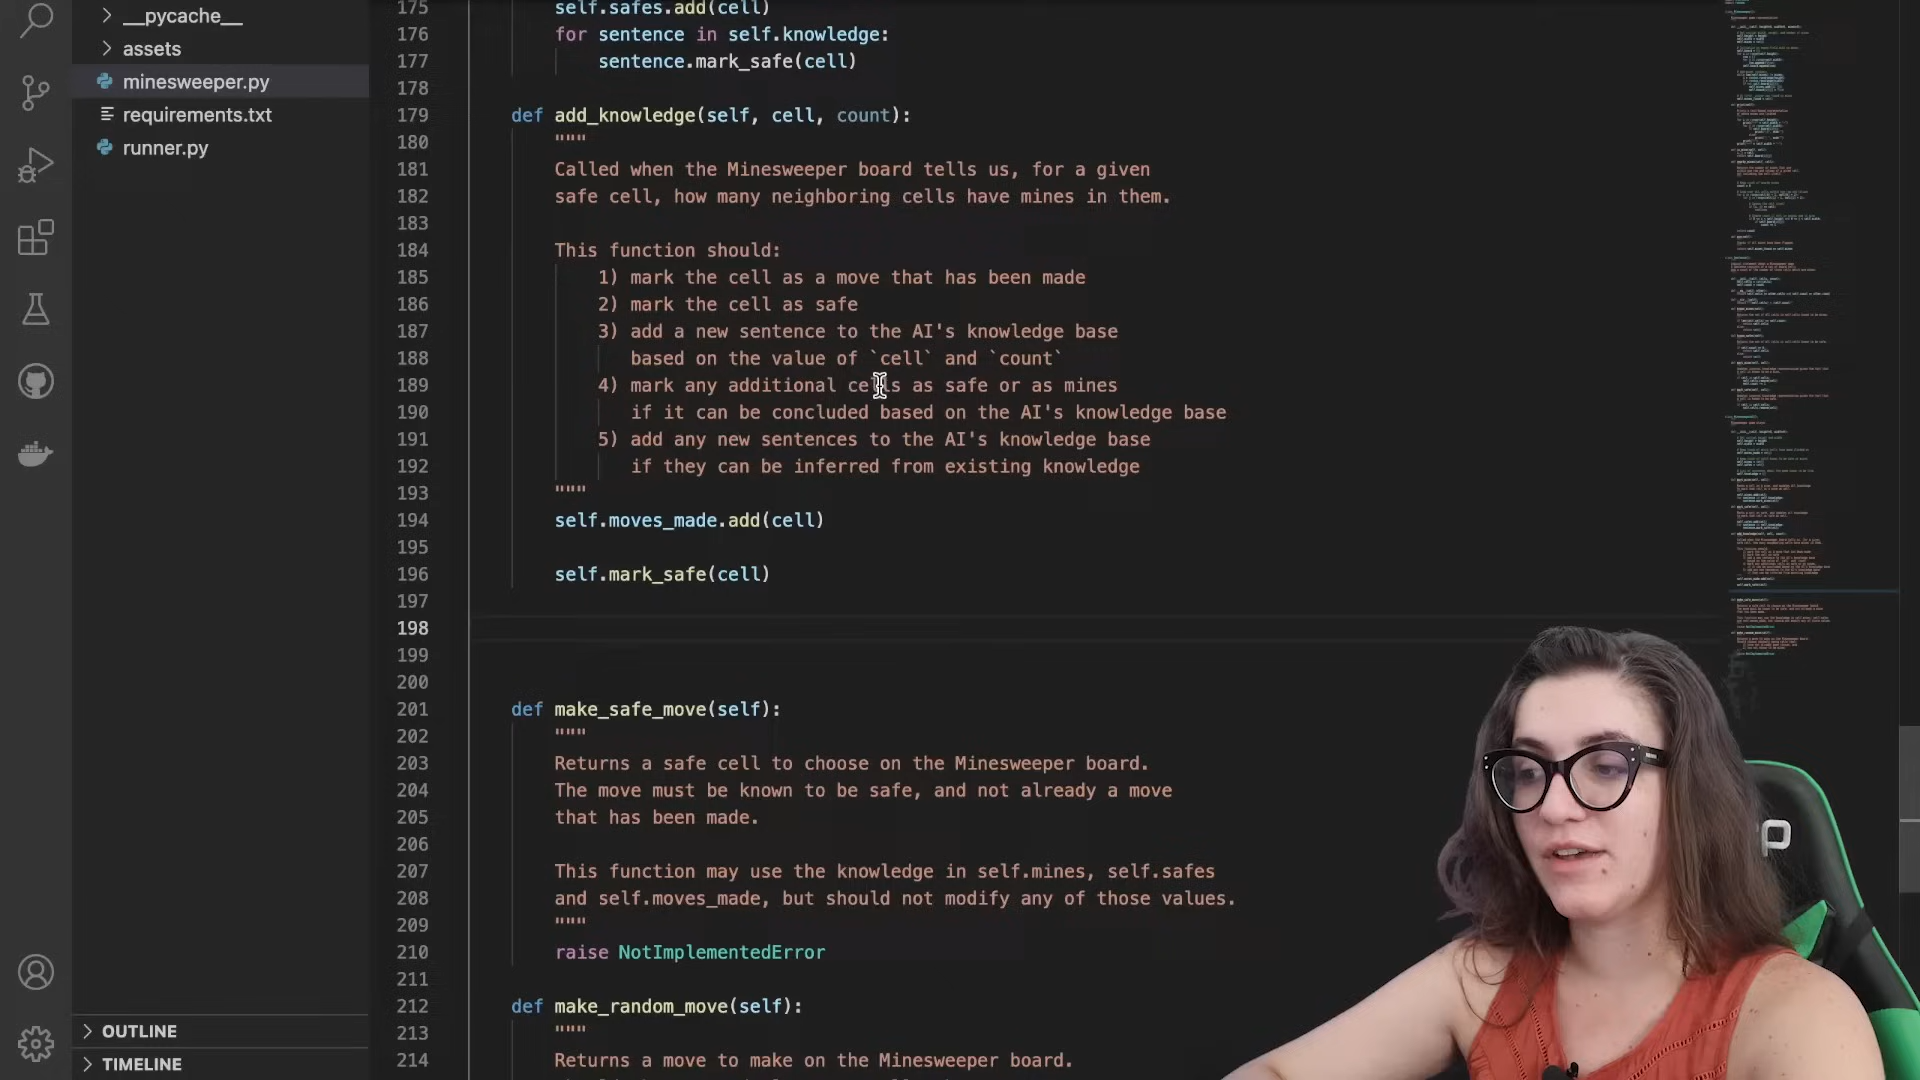 __pycache__
assets
minesweeper.py
requirements.txt
runner.py
OUTLINE
TIMELINE
175 self.safes.add(cell)
176 for sentence in self.knowledge:
177 sentence.mark_safe(cell)
178
179 def add_knowledge(self, cell, count):
180 """
181 Called when the Minesweeper board tells us, for a given
182 safe cell, how many neighboring cells have mines in them.
183
184 This function should:
185 1) mark the cell as a move that has been made
186 2) mark the cell as safe
187 3) add a new sentence to the AI's knowledge base
188 based on the value of `cell` and `count`
189 4) mark any additional cells as safe or as mines
190 if it can be concluded based on the AI's knowledge base
191 5) add any new sentences to the AI's knowledge base
192 if they can be inferred from existing knowledge
193 """
194 self.moves_made.add(cell)
195
196 self.mark_safe(cell)
197
198
199
200
201 def make_safe_move(self):
202 """
203 Returns a safe cell to choose on the Minesweeper board.
204 The move must be known to be safe, and not already a move
205 that has been made.
206
207 This function may use the knowledge in self.mines, self.safes
208 and self.moves_made, but should not modify any of those values.
209 """
210 raise NotImplementedError
211
212 def make_random_move(self):
213 """
214 Returns a move to make on the Minesweeper board.